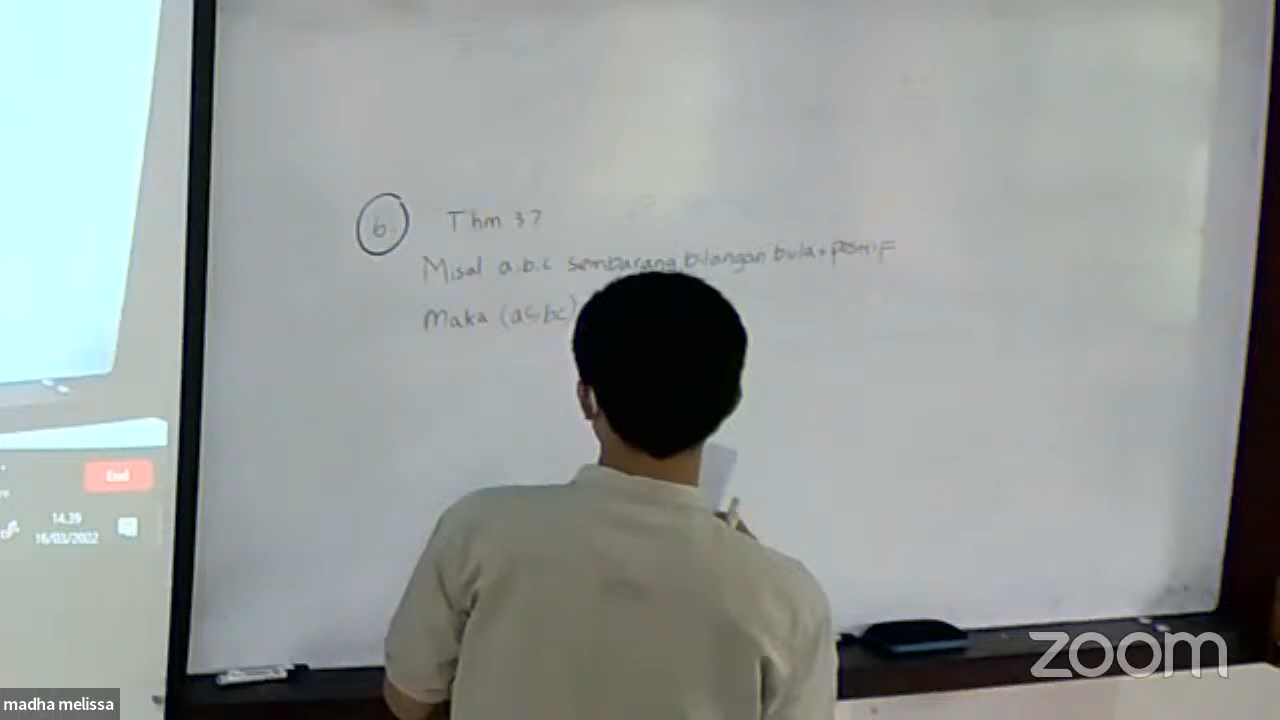 6.
Thm 37
Misal a.b.c sembarang bilangan bula positif
Maka (ac,bc)
End
14.39
16/03/2022
zoom
madha melissa